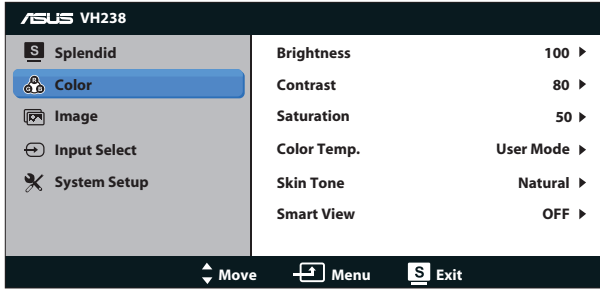 ASUS VH238
S Splendid
Color
Image
Input Select
System Setup
Brightness 100
Contrast 80
Saturation 50
Color Temp. User Mode
Skin Tone Natural
Smart View OFF
Move Menu S Exit